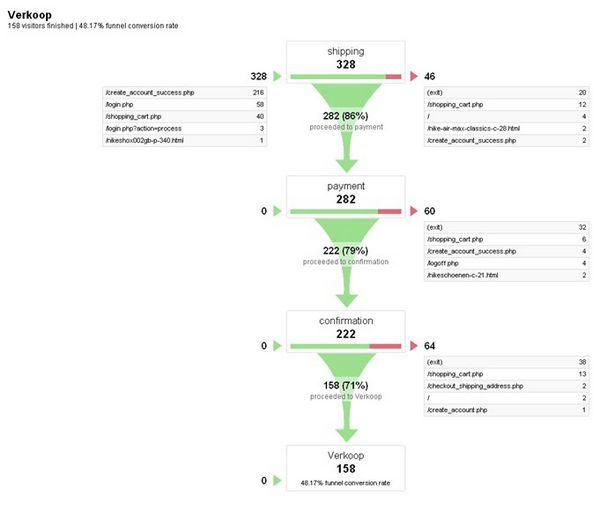 Verkoop
158 visitors finished | 48.17% funnel conversion rate
shipping
328
328
46
/create_account_success.php 216
/login.php 58
/shopping_cart.php 40
/login.php?action=process 3
/nikeshox002gb-p-340.html 1
(exit) 20
/shopping_cart.php 12
/ 4
/nike-air-max-classics-c-28.html 2
/create_account_success.php 2
282 (86%)
proceeded to payment
payment
282
0
60
(exit) 32
/shopping_cart.php 6
/create_account_success.php 4
/logoff.php 4
/nikeschoenen-c-21.html 2
222 (79%)
proceeded to confirmation
confirmation
222
0
64
(exit) 38
/shopping_cart.php 13
/checkout_shipping_address.php 2
/ 2
/create_account.php 1
158 (71%)
proceeded to Verkoop
Verkoop
158
0
48.17% funnel conversion rate